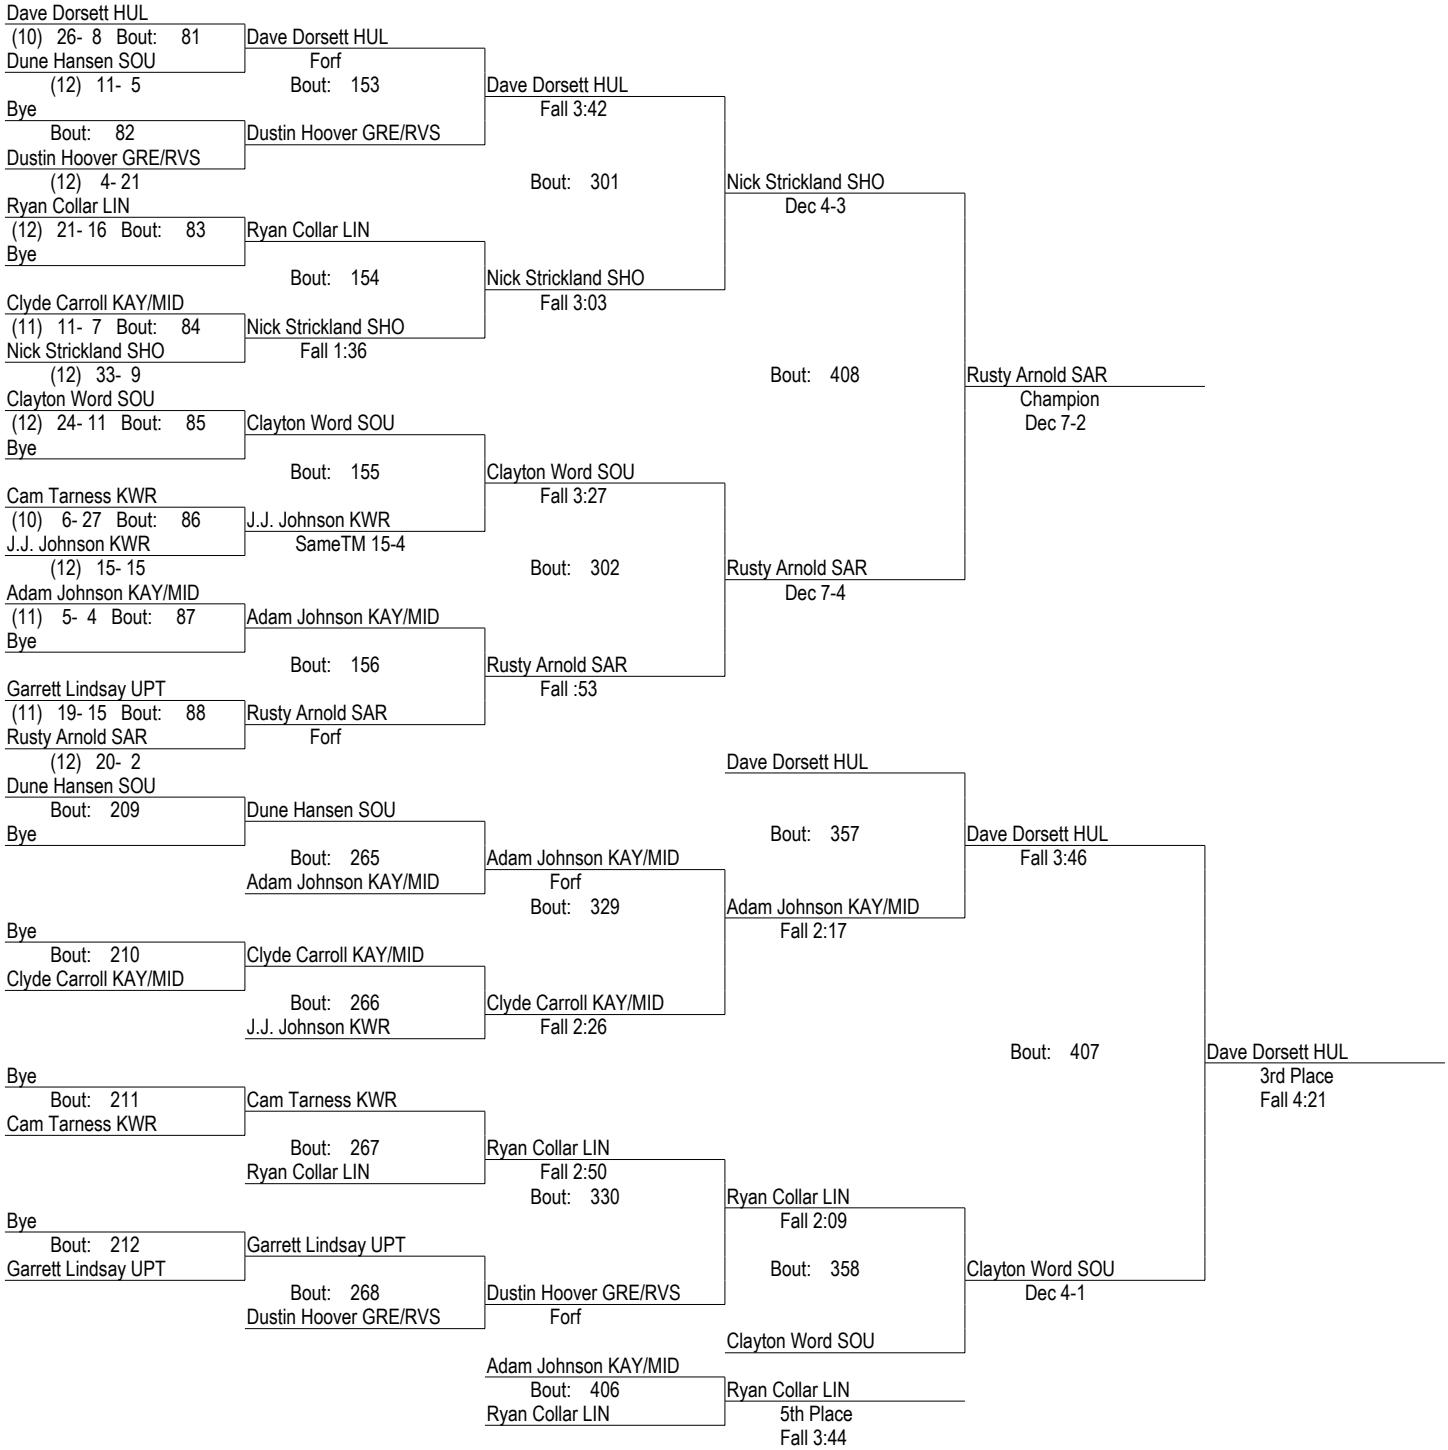 Dave Dorsett HUL
(10) 26- 8 Bout: 81 Dave Dorsett HUL
Dune Hansen SOU Forf
(12) 11- 5 Bout: 153 Dave Dorsett HUL
Bye Fall 3:42
Bout: 82 Dustin Hoover GRE/RVS
Dustin Hoover GRE/RVS
(12) 4- 21 Bout: 301 Nick Strickland SHO
Ryan Collar LIN Dec 4-3
(12) 21- 16 Bout: 83 Ryan Collar LIN
Bye
Bout: 154 Nick Strickland SHO
Clyde Carroll KAY/MID Fall 3:03
(11) 11- 7 Bout: 84 Nick Strickland SHO
Nick Strickland SHO Fall 1:36
(12) 33- 9 Bout: 408 Rusty Arnold SAR
Clayton Word SOU Champion
(12) 24- 11 Bout: 85 Clayton Word SOU Dec 7-2
Bye
Bout: 155 Clayton Word SOU
Cam Tarness KWR Fall 3:27
(10) 6- 27 Bout: 86 J.J. Johnson KWR
J.J. Johnson KWR SameTM 15-4
(12) 15- 15 Bout: 302 Rusty Arnold SAR
Adam Johnson KAY/MID Dec 7-4
(11) 5- 4 Bout: 87 Adam Johnson KAY/MID
Bye
Bout: 156 Rusty Arnold SAR
Garrett Lindsay UPT Fall :53
(11) 19- 15 Bout: 88 Rusty Arnold SAR
Rusty Arnold SAR Forf
(12) 20- 2 Dave Dorsett HUL
Dune Hansen SOU
Bout: 209 Dune Hansen SOU
Bye Bout: 357 Dave Dorsett HUL
Bout: 265 Adam Johnson KAY/MID Fall 3:46
Adam Johnson KAY/MID Forf
Bout: 329 Adam Johnson KAY/MID
Bye Fall 2:17
Bout: 210 Clyde Carroll KAY/MID
Clyde Carroll KAY/MID
Bout: 266 Clyde Carroll KAY/MID
J.J. Johnson KWR Fall 2:26
Bout: 407 Dave Dorsett HUL
Bye 3rd Place
Bout: 211 Cam Tarness KWR Fall 4:21
Cam Tarness KWR
Bout: 267 Ryan Collar LIN
Ryan Collar LIN Fall 2:50
Bout: 330 Ryan Collar LIN
Bye Fall 2:09
Bout: 212 Garrett Lindsay UPT
Garrett Lindsay UPT Bout: 358 Clayton Word SOU
Bout: 268 Dustin Hoover GRE/RVS Dec 4-1
Dustin Hoover GRE/RVS Forf
Clayton Word SOU
Adam Johnson KAY/MID
Bout: 406 Ryan Collar LIN
Ryan Collar LIN 5th Place
Fall 3:44